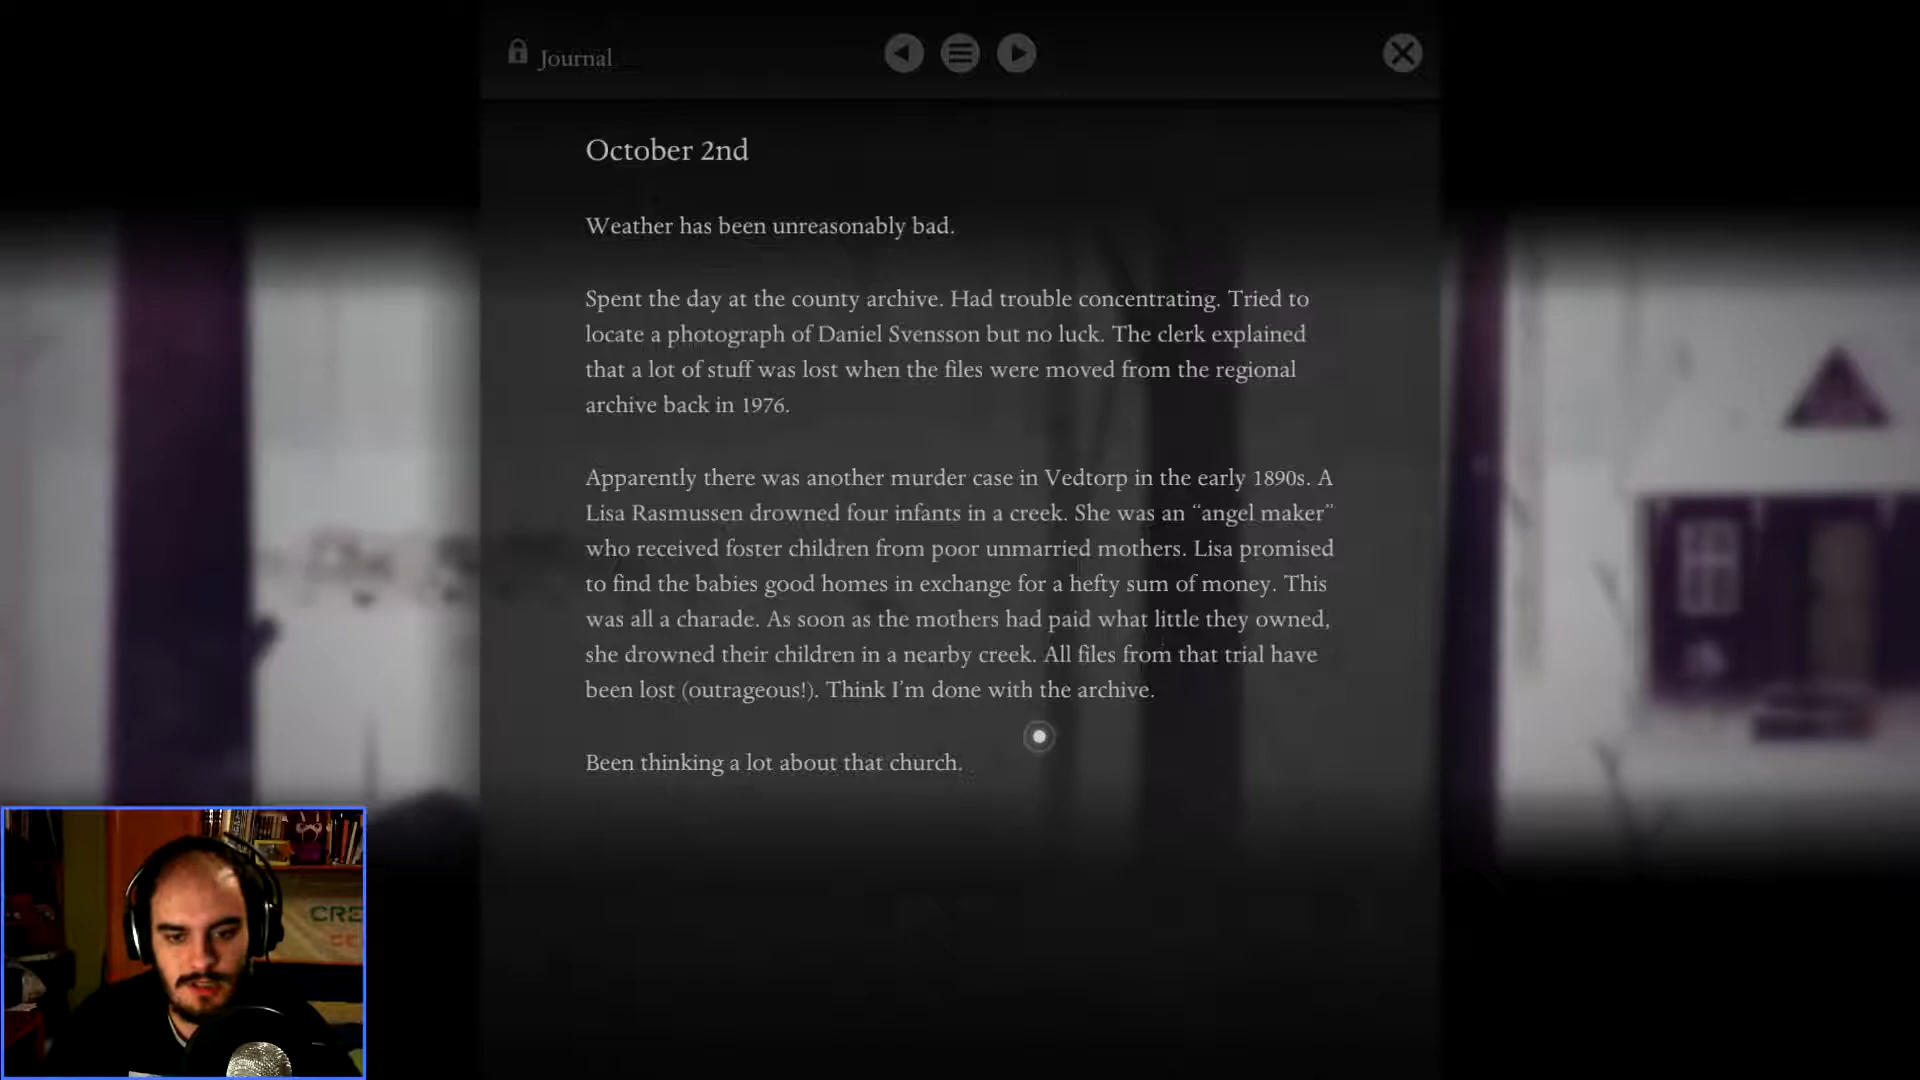 Journal
October 2nd
Weather has been unreasonably bad.
Spent the day at the county archive. Had trouble concentrating. Tried to
locate a photograph of Daniel Svensson but no luck. The clerk explained
that a lot of stuff was lost when the files were moved from the regional
archive back in 1976.
Apparently there was another murder case in Vedtorp in the early 1890s. A
Lisa Rasmussen drowned four infants in a creek. She was an “angel maker”
who received foster children from poor unmarried mothers. Lisa promised
to find the babies good homes in exchange for a hefty sum of money. This
was all a charade. As soon as the mothers had paid what little they owned,
she drowned their children in a nearby creek. All files from that trial have
been lost (outrageous!). Think I’m done with the archive.
Been thinking a lot about that church.
CRE